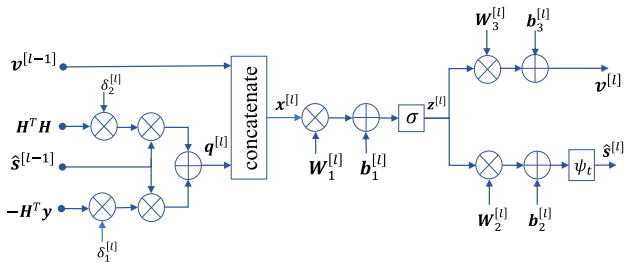 W_3^{[l]} b_3^{[l]}
v^{[l-1]}
δ_2^{[l]}
v^{[l]}
concatenate
x^{[l]}
σ
z^{[l]}
H^T H
q^{[l]}
ŝ^{[l-1]}
W_1^{[l]} b_1^{[l]}
ψ_t
ŝ^{[l]}
-H^T y
W_2^{[l]} b_2^{[l]}
δ_1^{[l]}